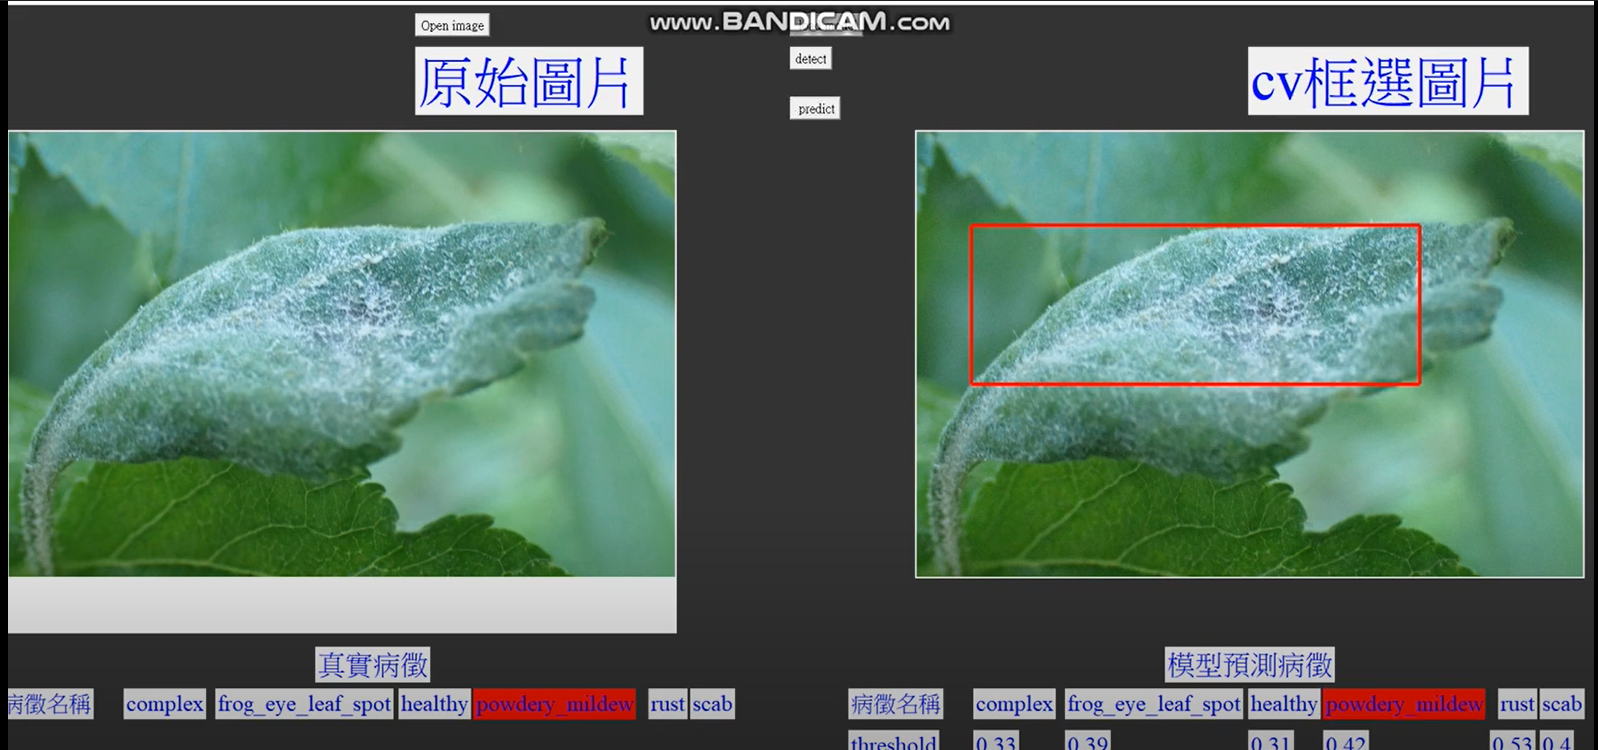 www.BANDICAM.com
Open image
detect
predict
原始圖片
cv框選圖片
真實病徵
模型預測病徵
病徵名稱 complex frog_eye_leaf_spot healthy powdery_mildew rust scab
病徵名稱 complex frog_eye_leaf_spot healthy powdery_mildew rust scab
threshold 0.33 0.39 0.31 0.42 0.53 0.4